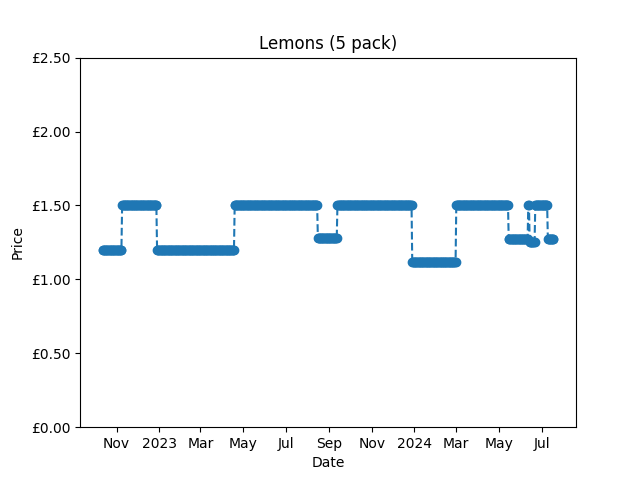 Lemons (5 pack)
£2.50
£2.00
£1.50
£1.00
£0.50
£0.00
Price
Nov 2023 Mar May Jul Sep Nov 2024 Mar May Jul
Date